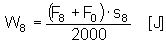 W₈ = (F₈ + F₀) · s₈ / 2000 [J]